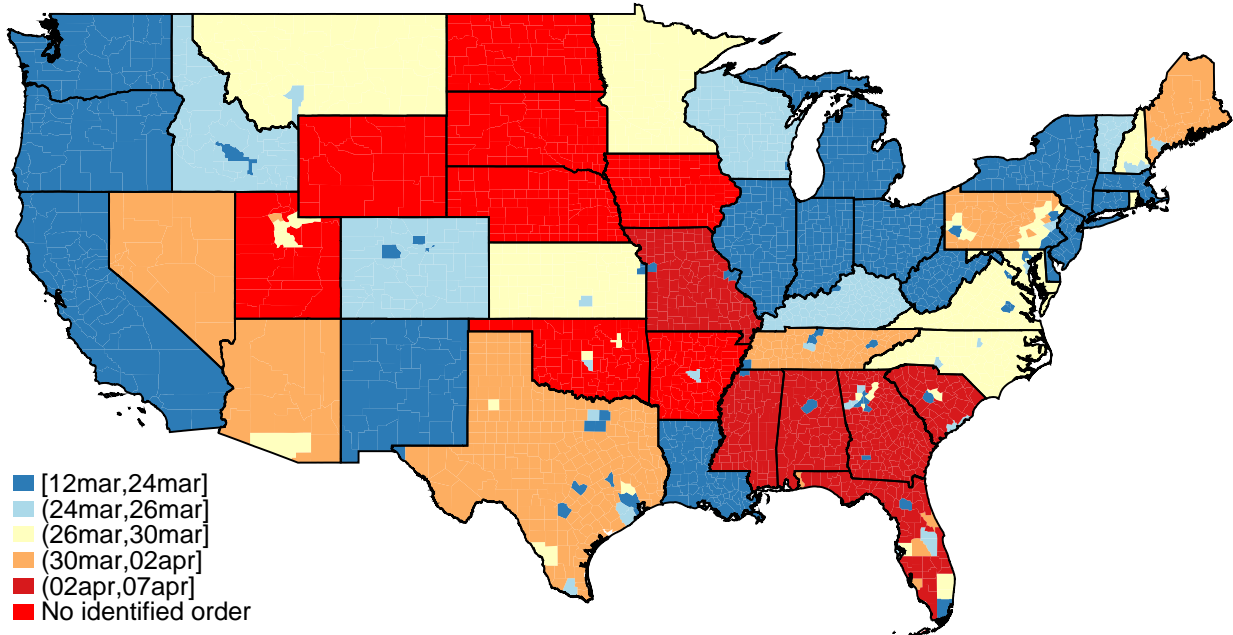 [12mar,24mar]
(24mar,26mar]
(26mar,30mar]
(30mar,02apr]
(02apr,07apr]
No identified order